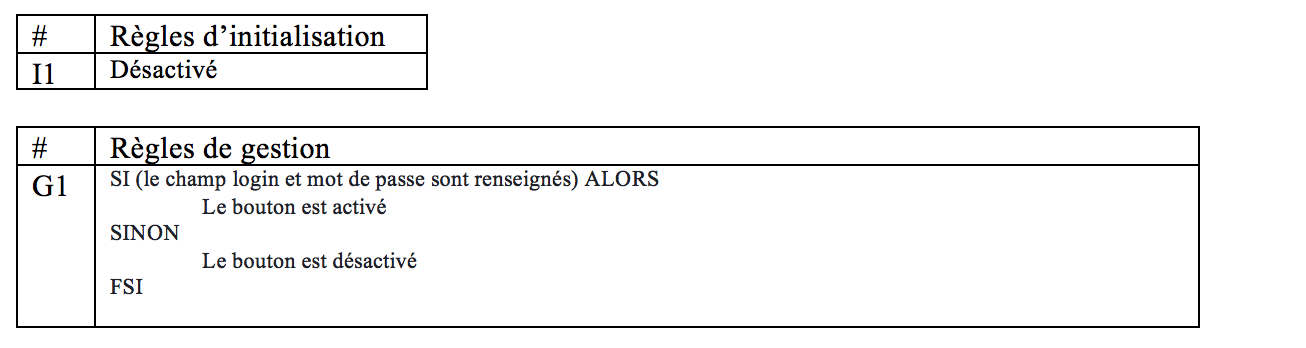 # Règles d’initialisation
I1 Désactivé
# Règles de gestion
G1 SI (le champ login et mot de passe sont renseignés) ALORS
Le bouton est activé
SINON
Le bouton est désactivé
FSI